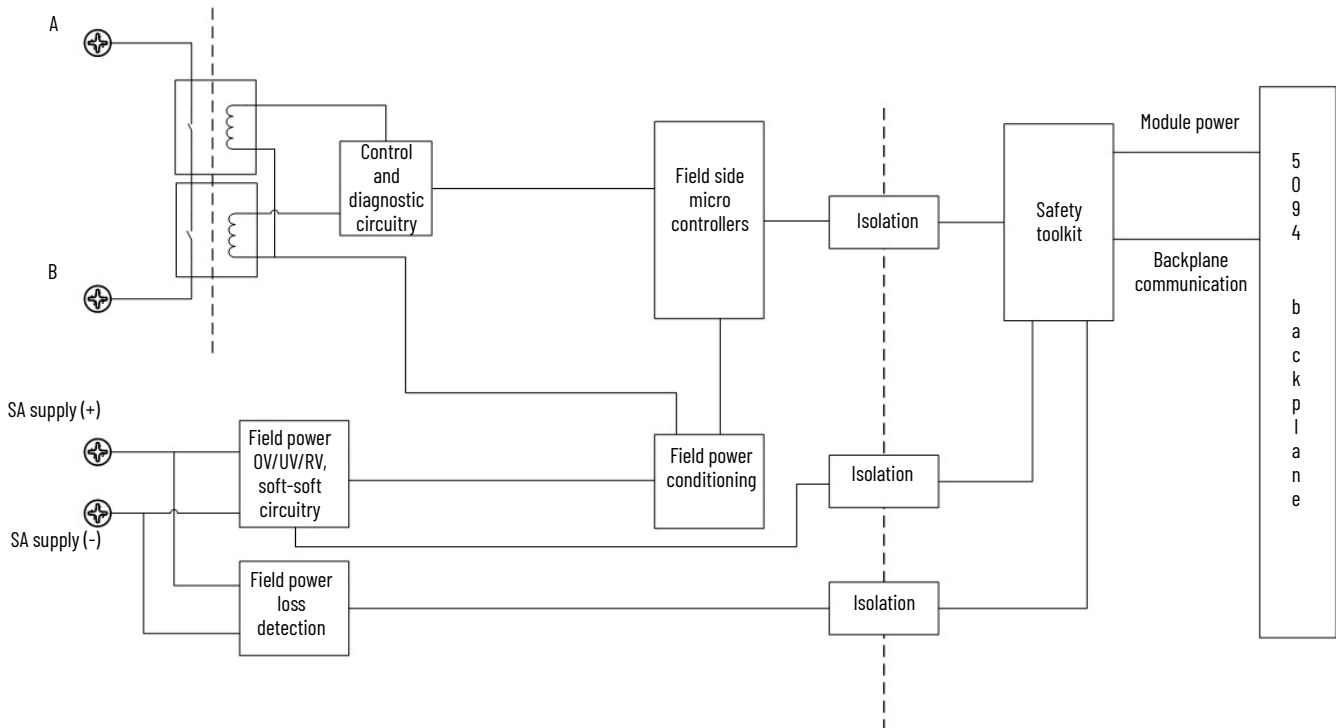 A
B
SA supply (+)
SA supply (-)
Control
and
diagnostic
circuitry
Field side
micro
controllers
Isolation
Safety
toolkit
Module power
Backplane
communication
5
0
9
4
b
a
c
k
p
l
a
n
e
Field power
OV/UV/RV,
soft-soft
circuitry
Field power
conditioning
Isolation
Field power
loss
detection
Isolation